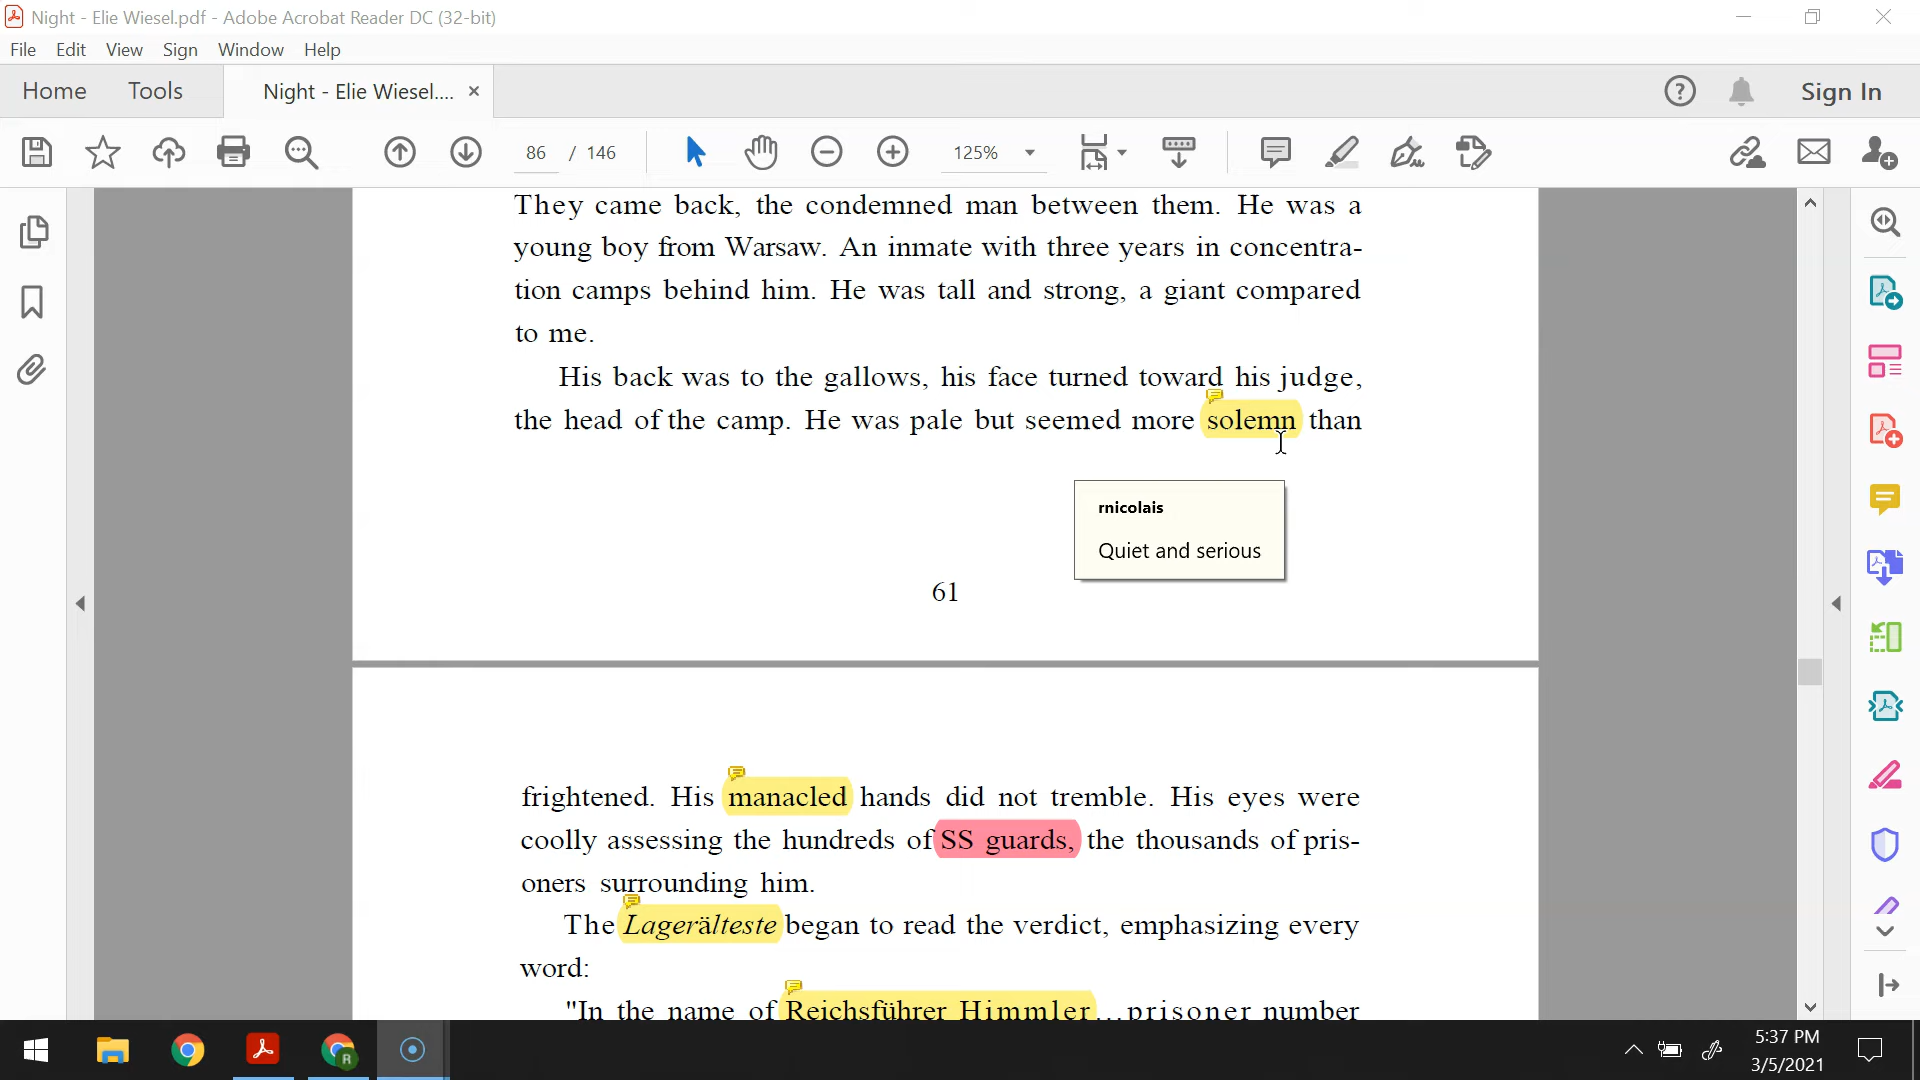 Night - Elie Wiesel.pdf - Adobe Acrobat Reader DC (32-bit)
File Edit View Sign Window Help
Home Tools Night - Elie Wiesel.... × Sign In
86 / 146 125%
They came back, the condemned man between them. He was a
young boy from Warsaw. An inmate with three years in concentra-
tion camps behind him. He was tall and strong, a giant compared
to me.
His back was to the gallows, his face turned toward his judge,
the head of the camp. He was pale but seemed more solemn than
rnicolais
Quiet and serious
61
frightened. His manacled hands did not tremble. His eyes were
coolly assessing the hundreds of SS guards, the thousands of pris-
oners surrounding him.
The Lagerälteste began to read the verdict, emphasizing every
word:
"In the name of Reichsführer Himmler...prisoner number
R
5:37 PM
3/5/2021